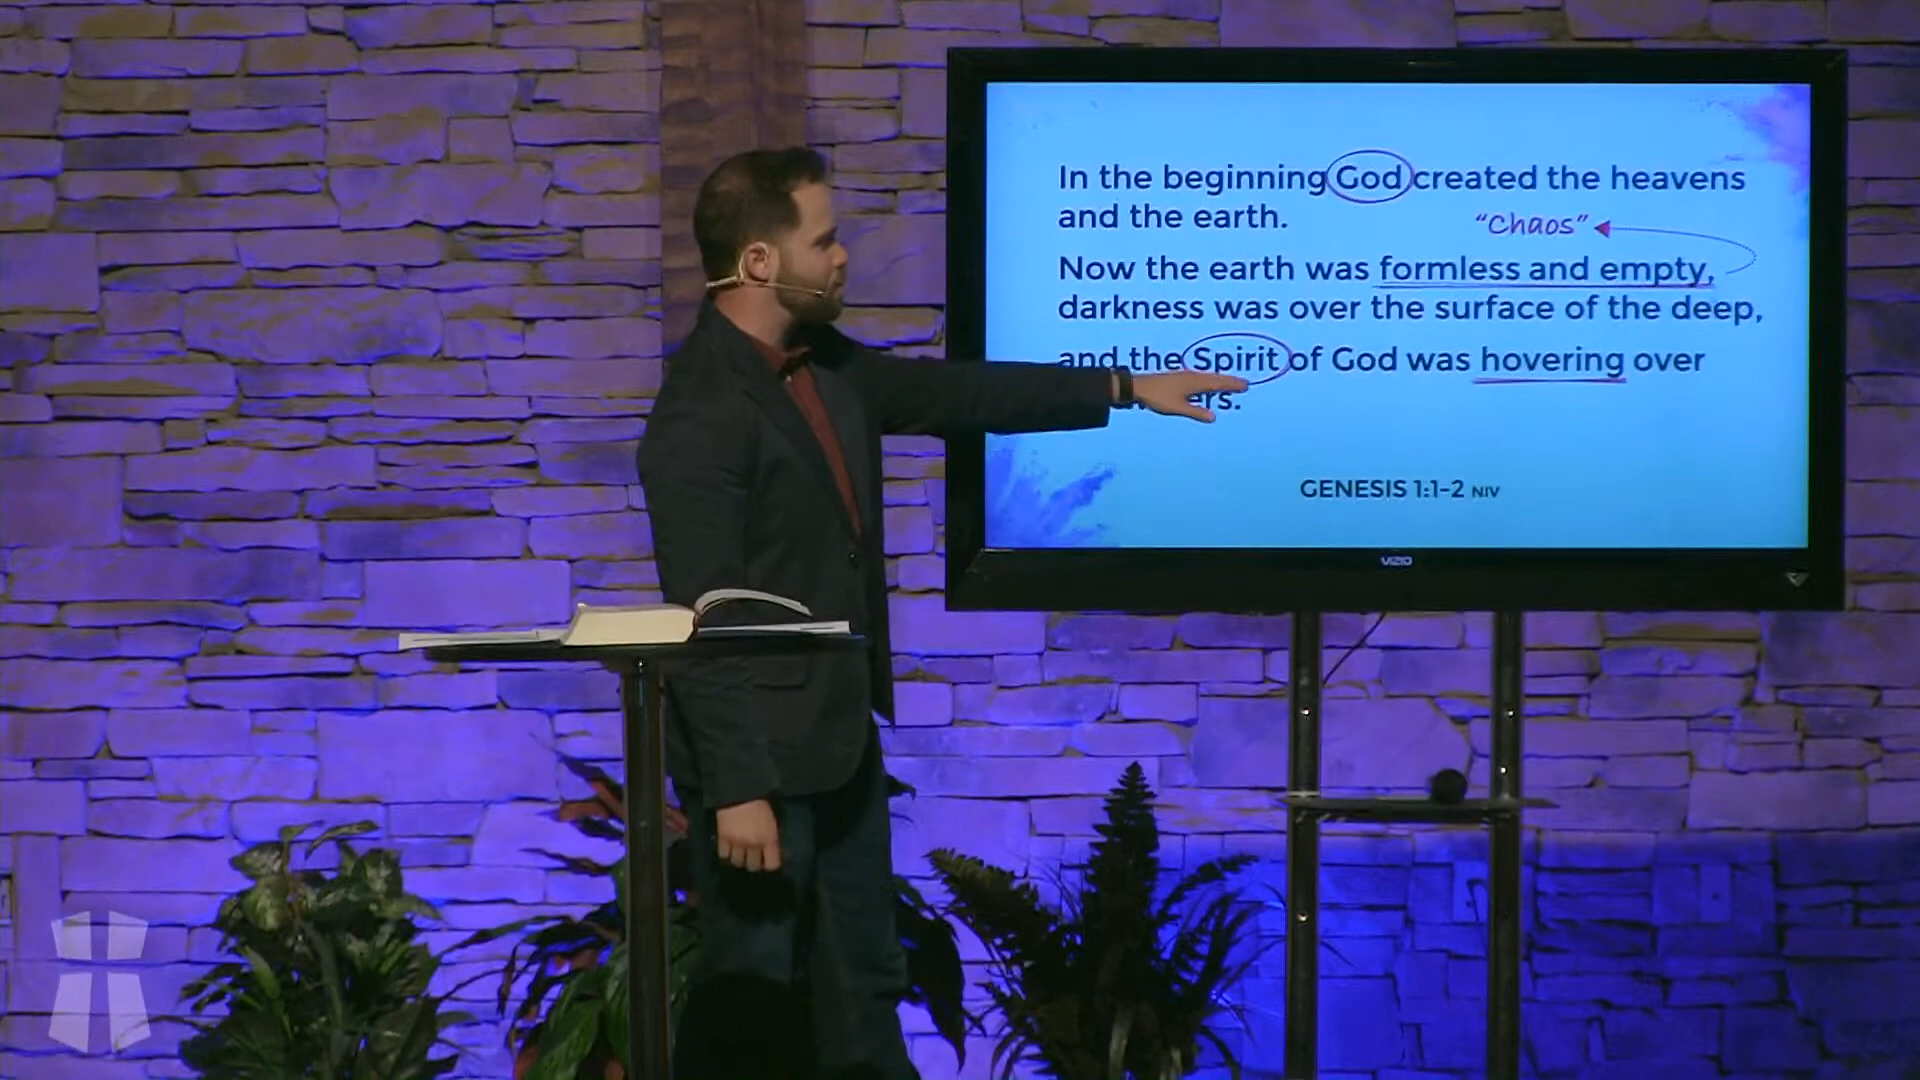 In the beginning God created the heavens
and the earth.
"Chaos"
Now the earth was formless and empty,
darkness was over the surface of the deep,
and the Spirit of God was hovering over
ers.
GENESIS 1:1-2 NIV
VIZIO